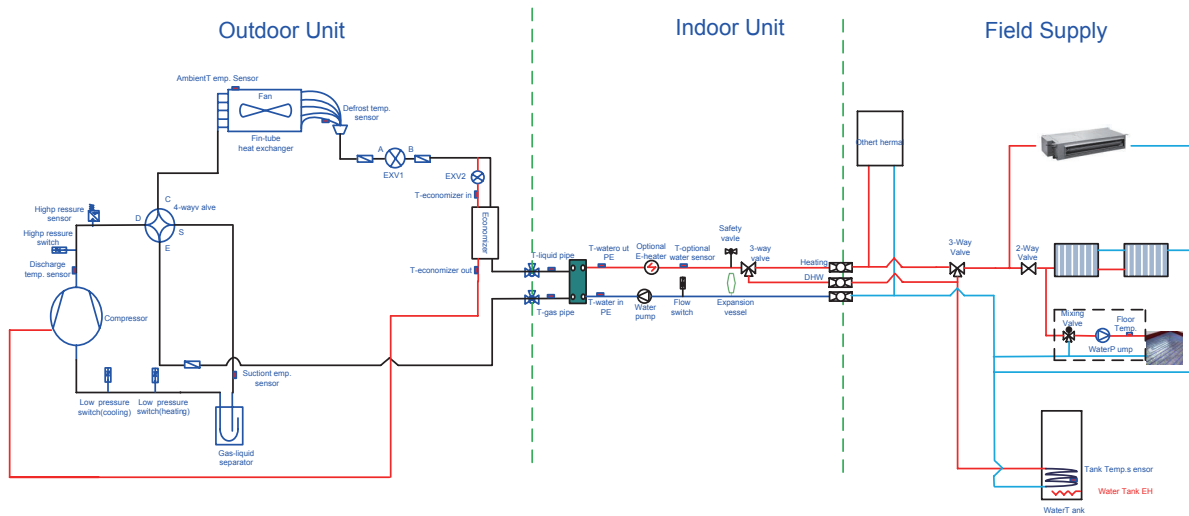 Outdoor Unit
Indoor Unit
Field Supply
AmbientT emp. Sensor
Fan
Defrost temp.
sensor
Fin-tube
heat exchanger
A
B
EXV1
EXV2
T-economizer in
Economizer
T-economizer out
C
4-wayv alve
D
S
E
Highp ressure
sensor
Highp ressure
switch
Discharge
temp. sensor
Compressor
Suctiont emp.
sensor
Low pressure
switch(cooling)
Low pressure
switch(heating)
Gas-liquid
separator
T-liquid pipe
T-gas pipe
T-watero ut
PE
Optional
E-heater
T-optional
water sensor
Safety
vavle
3-way
valve
T-water in
PE
Water
pump
Flow
switch
Expansion
vessel
Heating
DHW
Othert hermal
3-Way
Valve
2-Way
Valve
Mixing
Valve
Floor
Temp.
WaterP ump
Tank Temp.s ensor
Water Tank EH
WaterT ank